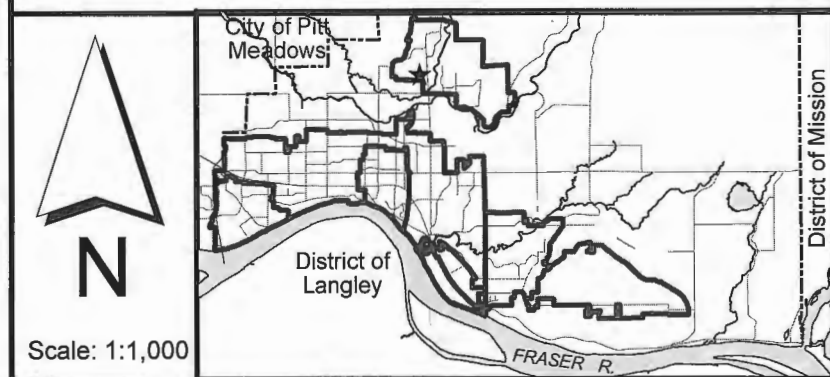 N
Scale: 1:1,000
City of Pitt
Meadows
District of
Langley
FRASER R.
District of Mission